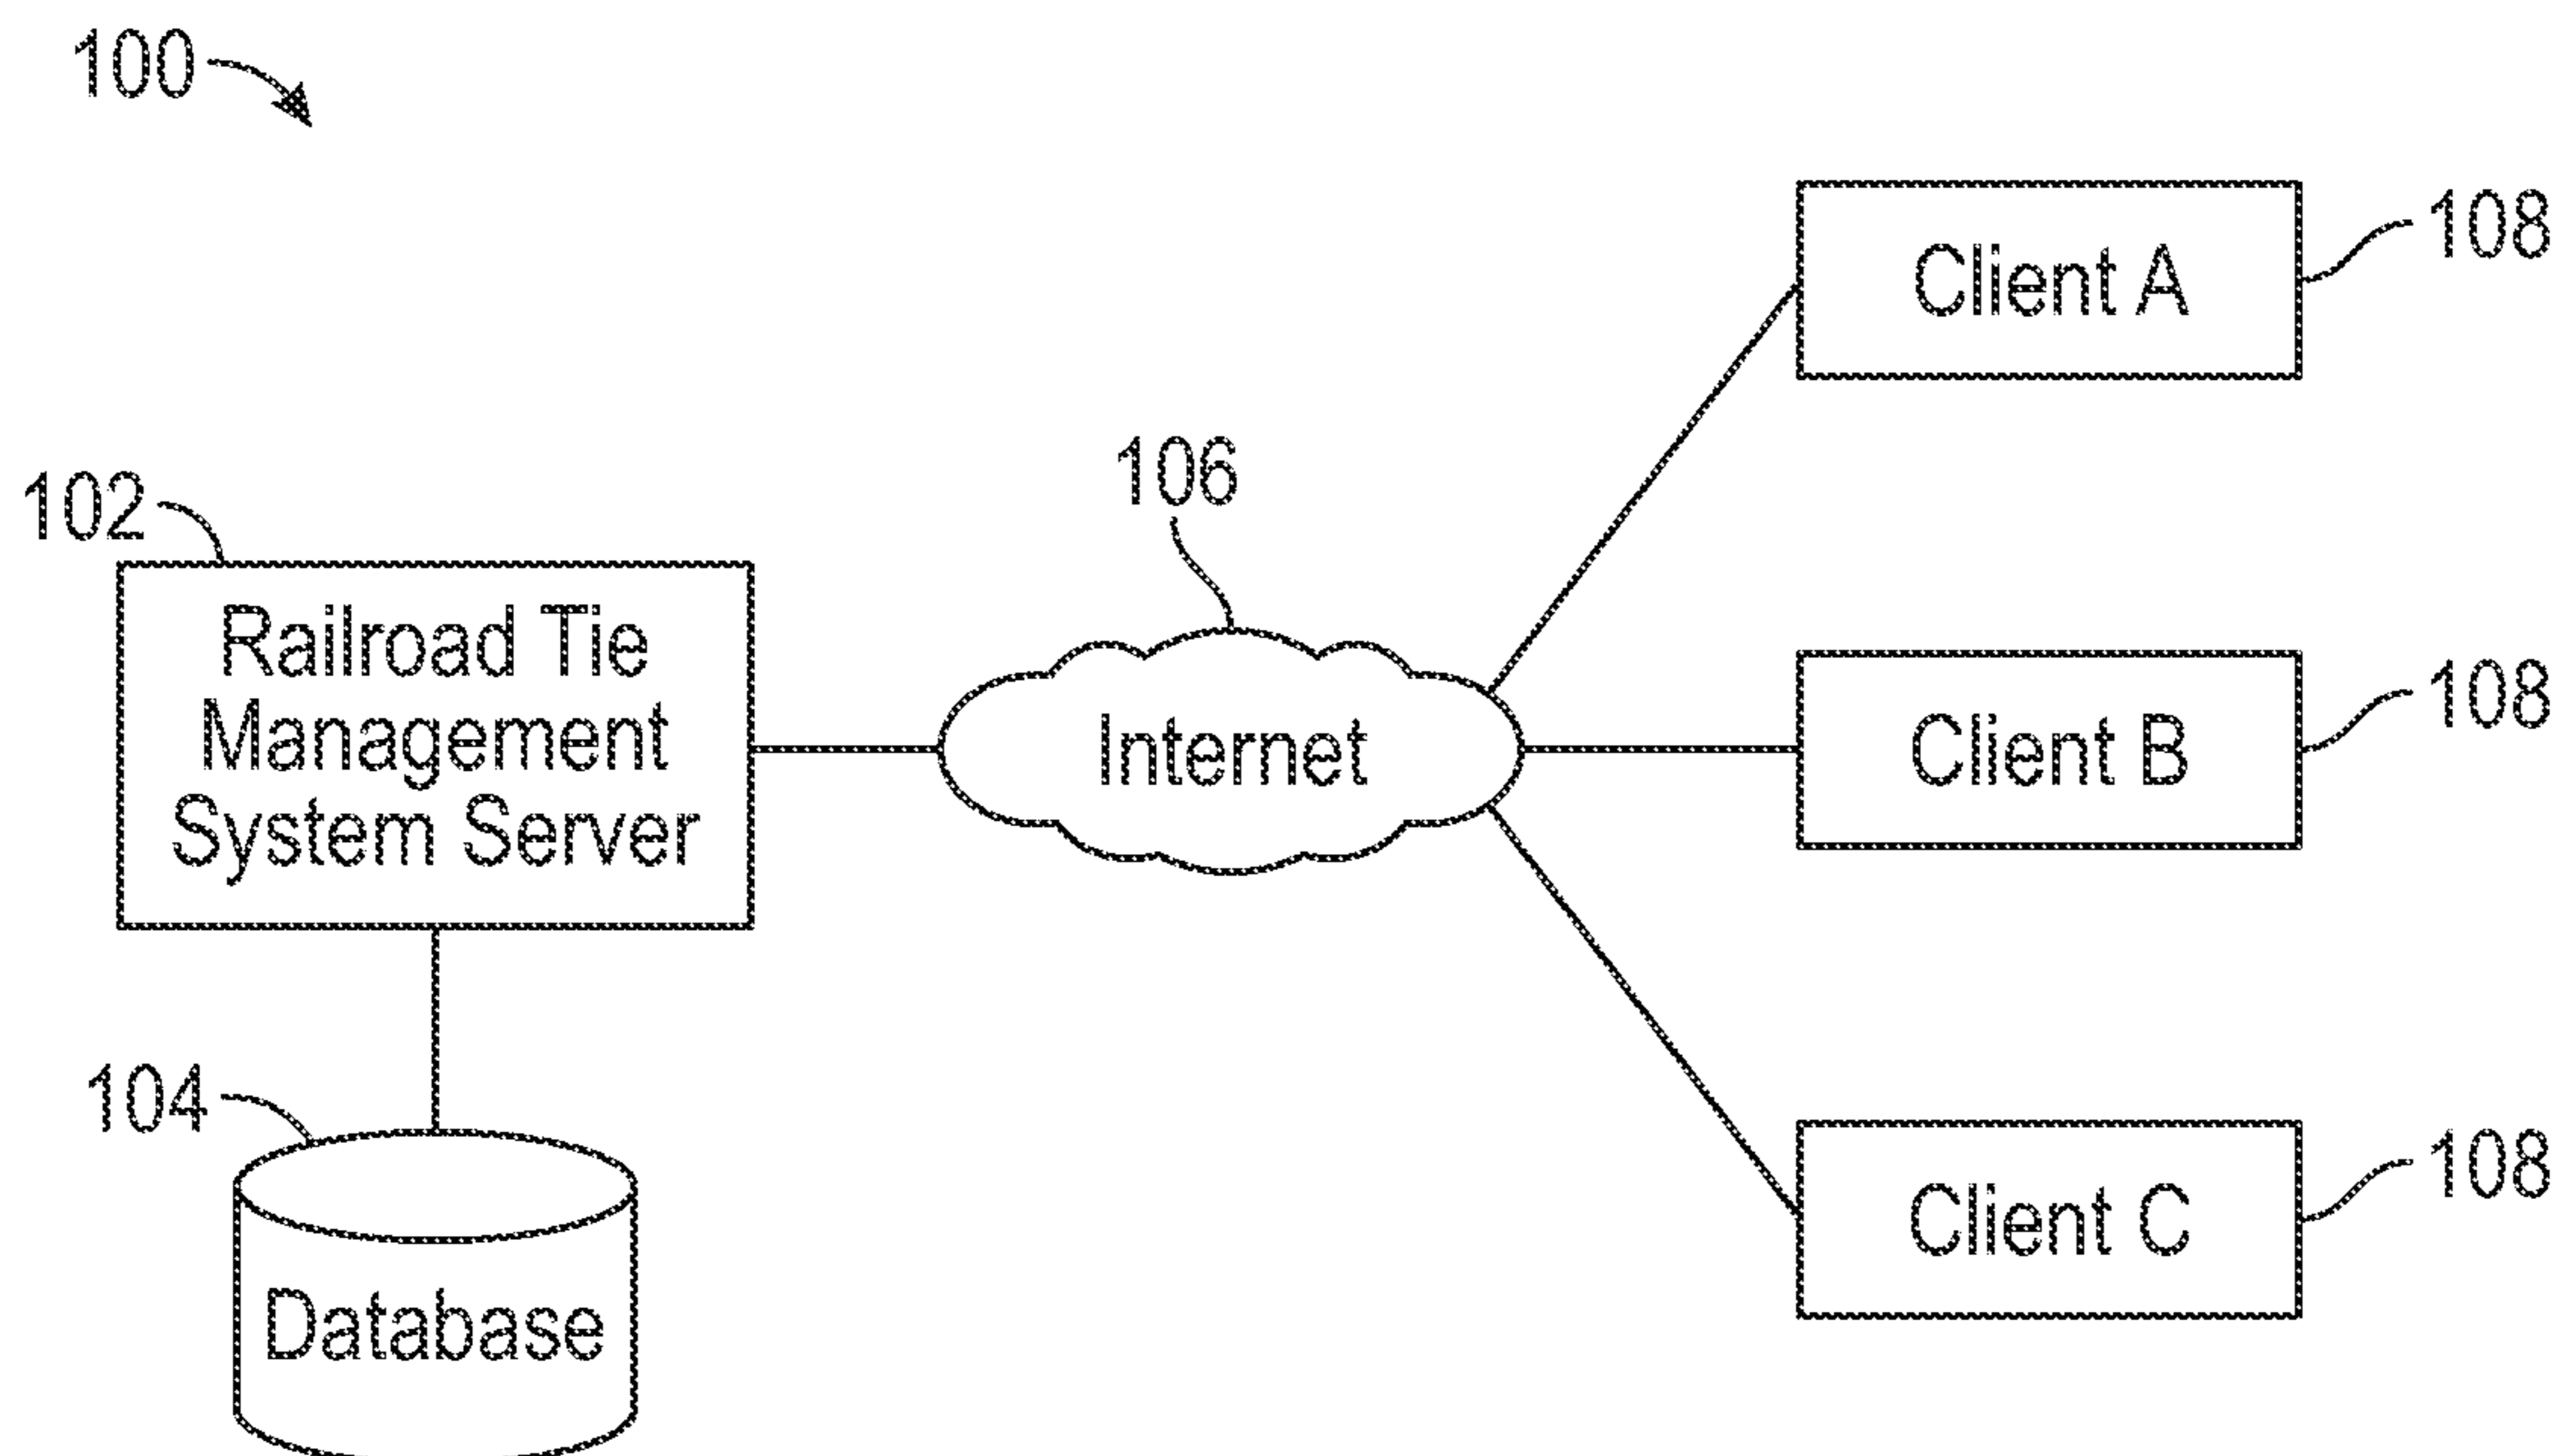 100
108
Client A
106
102
Railroad Tie
Management
System Server
Internet
108
Client B
104
Database
108
Client C